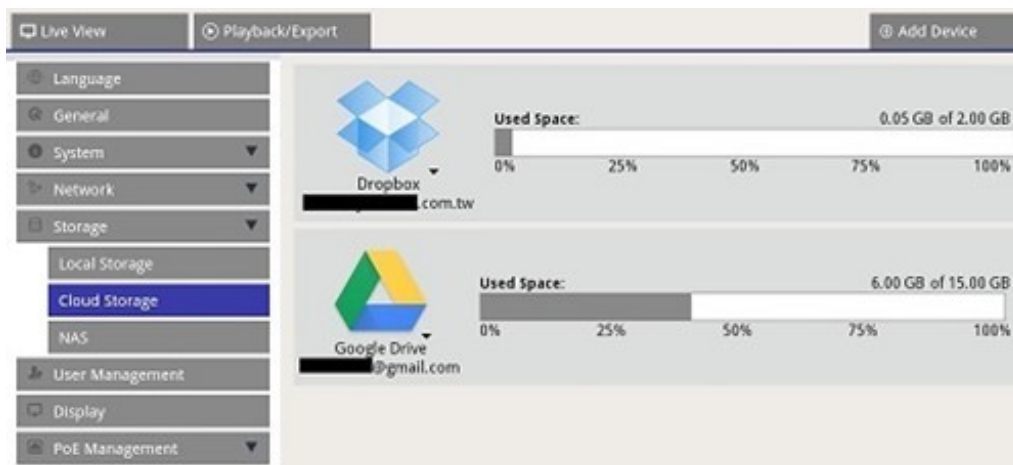 Live View
Playback/Export
Add Device
Language
General
System
Network
Storage
Local Storage
Cloud Storage
NAS
User Management
Display
PoE Management
Used Space:
0.05 GB of 2.00 GB
0% 25% 50% 75% 100%
Dropbox
.com.tw
Used Space:
6.00 GB of 15.00 GB
0% 25% 50% 75% 100%
Google Drive
@gmail.com